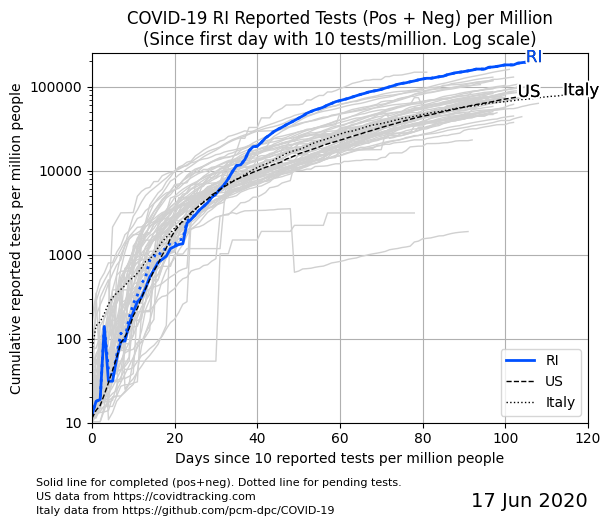 COVID-19 RI Reported Tests (Pos + Neg) per Million
(Since first day with 10 tests/million. Log scale)
RI
US
Italy
Cumulative reported tests per million people
100000
10000
1000
100
10
0
20
40
60
80
100
120
RI
US
Italy
Days since 10 reported tests per million people
Solid line for completed (pos+neg). Dotted line for pending tests.
US data from https://covidtracking.com
Italy data from https://github.com/pcm-dpc/COVID-19
17 Jun 2020